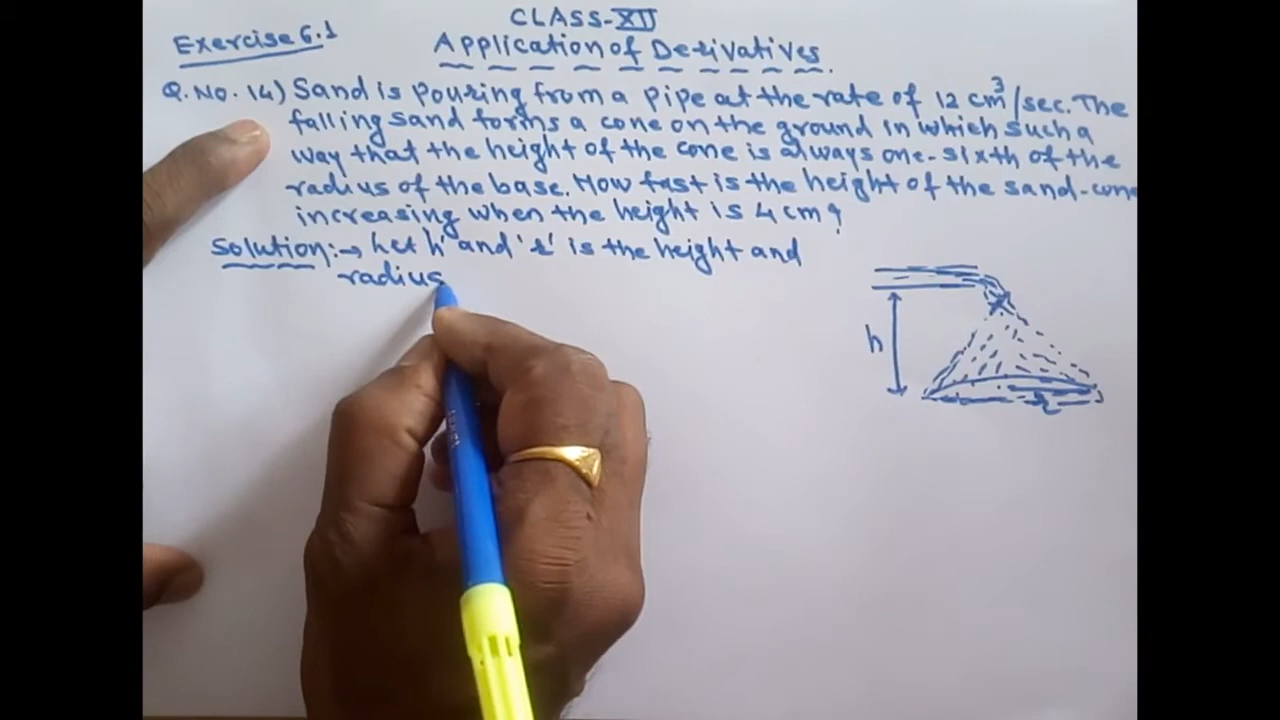 CLASS-XII
Exercise 6.1
Application of Derivatives.
Q. No. 14) Sand is pouring from a pipe at the rate of 12 cm³/sec. The
falling sand forms a cone on the ground in which such a
way that the height of the cone is always one-sixth of the
radius of the base. How fast is the height of the sand-cone
increasing when the height is 4 cm?
Solution:→ Let 'h' and 'r' is the height and
radius
h
r